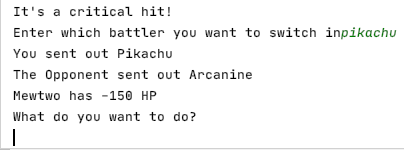 It's a critical hit!
Enter which battler you want to switch inpikachu
You sent out Pikachu
The Opponent sent out Arcanine
Mewtwo has -150 HP
What do you want to do?